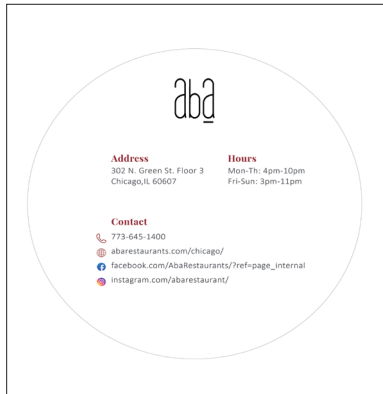 aba
Address
302 N. Green St. Floor 3
Chicago,IL 60607
Hours
Mon-Th: 4pm-10pm
Fri-Sun: 3pm-11pm
Contact
773-645-1400
abarestaurants.com/chicago/
facebook.com/AbaRestaurants/?ref=page_internal
instagram.com/abarestaurant/